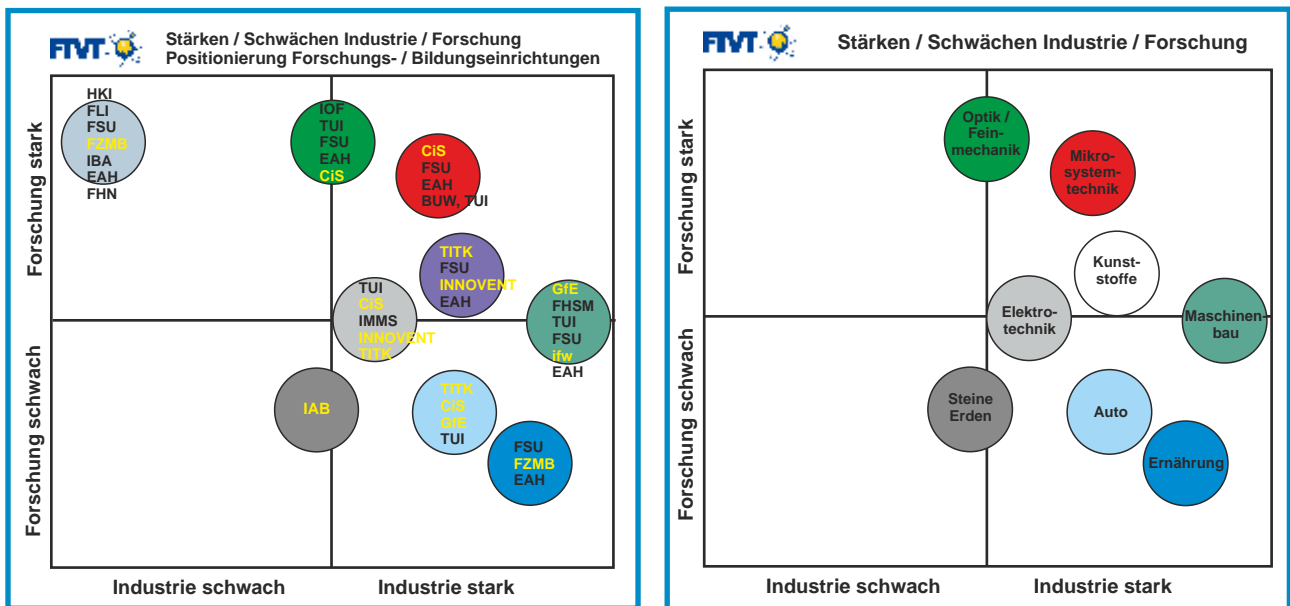 FTVT
Stärken / Schwächen Industrie / Forschung
Positionierung Forschungs- / Bildungseinrichtungen
Forschung stark
Forschung schwach
HKI
FLI
FSU
FZMB
IBA
EAH
FHN
IOF
TUI
FSU
EAH
CiS
CiS
FSU
EAH
BUW, TUI
TITK
FSU
INNOVENT
EAH
TUI
CiS
IMMS
INNOVENT
TITK
GfE
FHSM
TUI
FSU
ifw
EAH
IAB
TITK
CiS
GfE
TUI
FSU
FZMB
EAH
Industrie schwach
Industrie stark
FTVT
Stärken / Schwächen Industrie / Forschung
Forschung stark
Forschung schwach
Optik /
Fein-
mechanik
Mikro-
system-
technik
Kunst-
stoffe
Elektro-
technik
Maschinen-
bau
Steine
Erden
Auto
Ernährung
Industrie schwach
Industrie stark